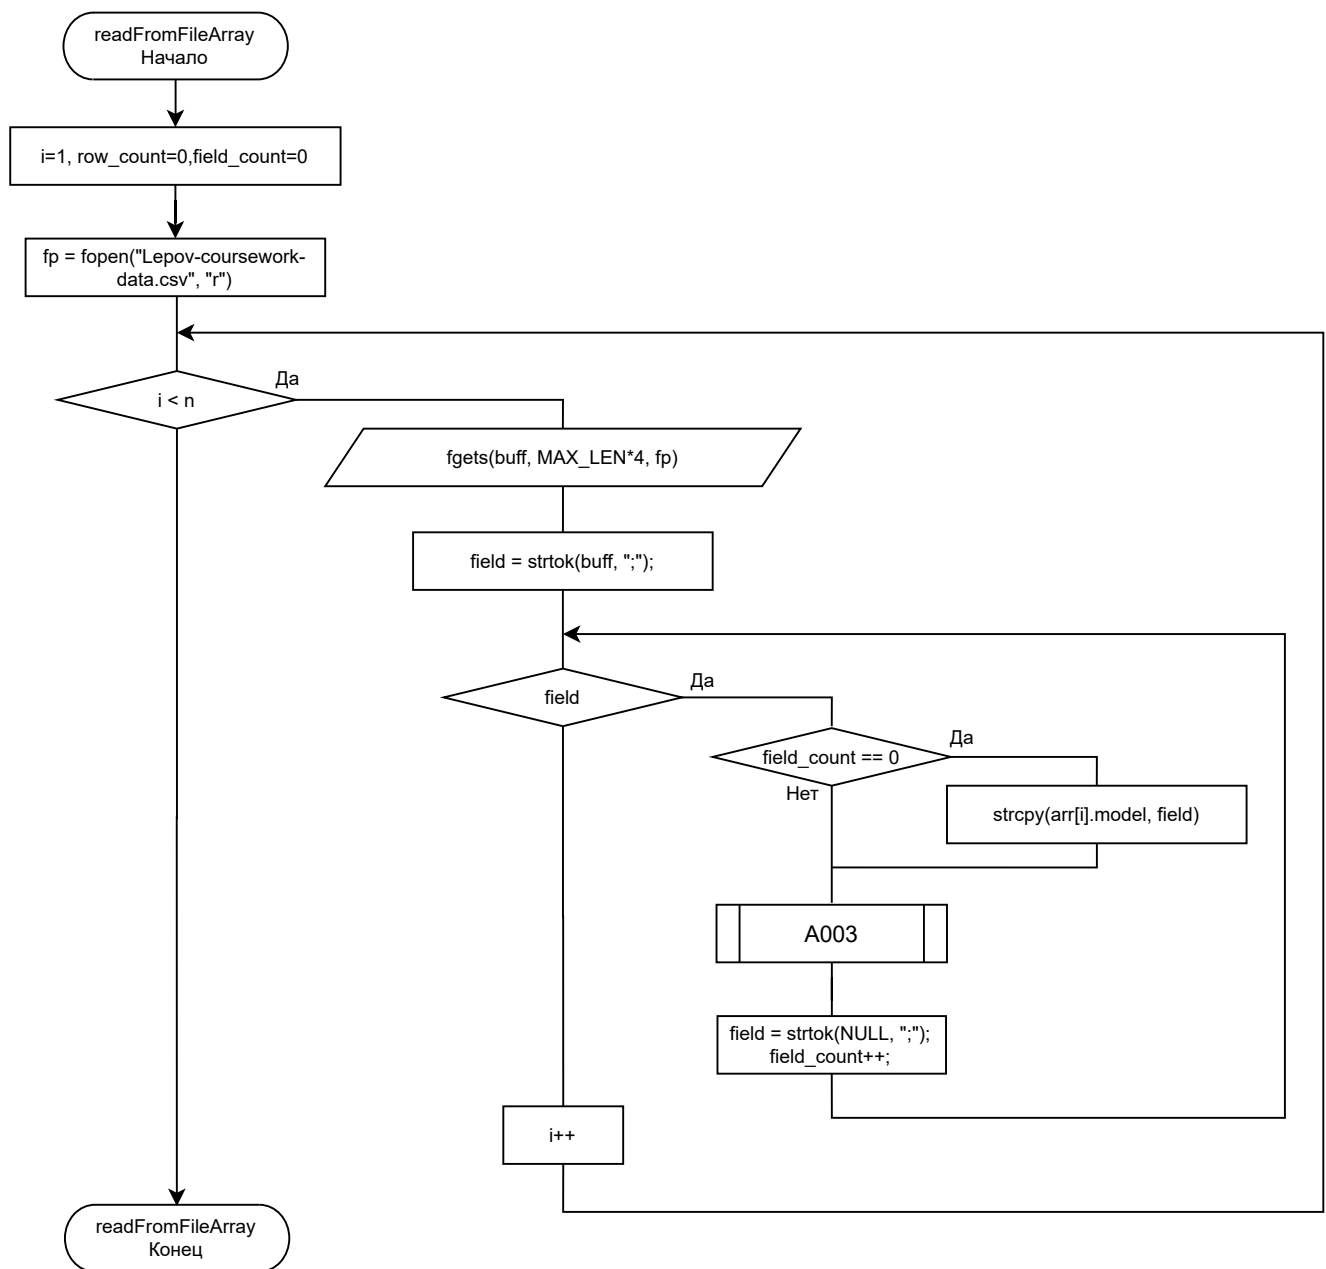 readFromFileArray
Начало
i=1, row_count=0,field_count=0
fp = fopen("Lepov-coursework-
data.csv", "r")
i < n
Да
fgets(buff, MAX_LEN*4, fp)
field = strtok(buff, ";");
field
Да
field_count == 0
Да
Нет
strcpy(arr[i].model, field)
A003
field = strtok(NULL, ";");
field_count++;
i++
readFromFileArray
Конец